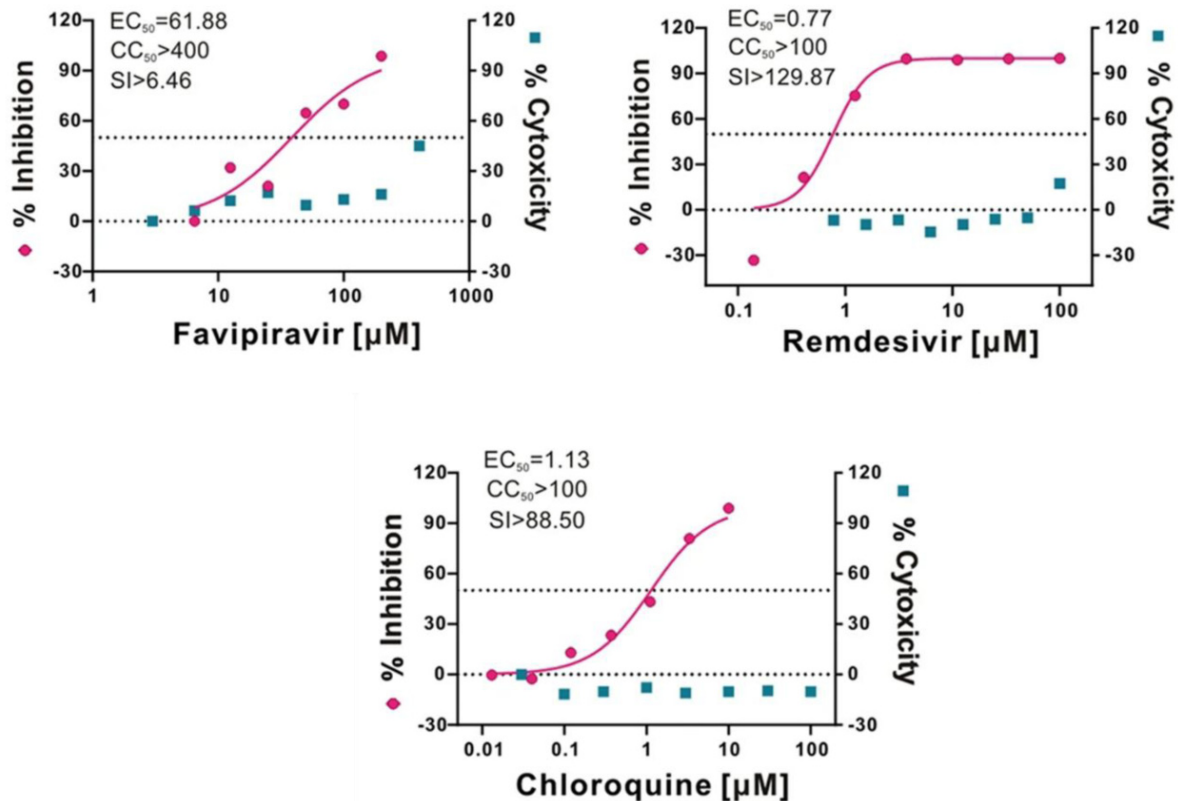 EC₅₀=61.88
CC₅₀>400
SI>6.46
120
90
60
30
0
-30
120
90
60
30
0
-30
% Inhibition
% Cytoxicity
1
10
100
1000
Favipiravir [µM]
EC₅₀=0.77
CC₅₀>100
SI>129.87
120
90
60
30
0
-30
120
90
60
30
0
-30
% Inhibition
% Cytoxicity
0.1
1
10
100
Remdesivir [µM]
EC₅₀=1.13
CC₅₀>100
SI>88.50
120
90
60
30
0
-30
120
90
60
30
0
-30
% Inhibition
% Cytoxicity
0.01
0.1
1
10
100
Chloroquine [µM]